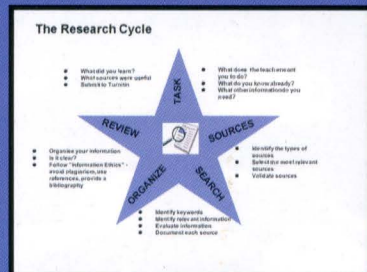 The Research Cycle
What did you learn?
What sources were useful
Submit to Turnitin
What does the teacher want
you to do?
What do you know already?
What other information do you
need?
TASK
REVIEW
SOURCES
ORGANIZE
SEARCH
Organise your information
Is it clear?
Follow "Information Ethics" -
avoid plagiarism, use
references, provide a
bibliography
Identify the types of
sources
Select the most relevant
sources
Validate sources
Identify keywords
Identify relevant information
Evaluate information
Document each source